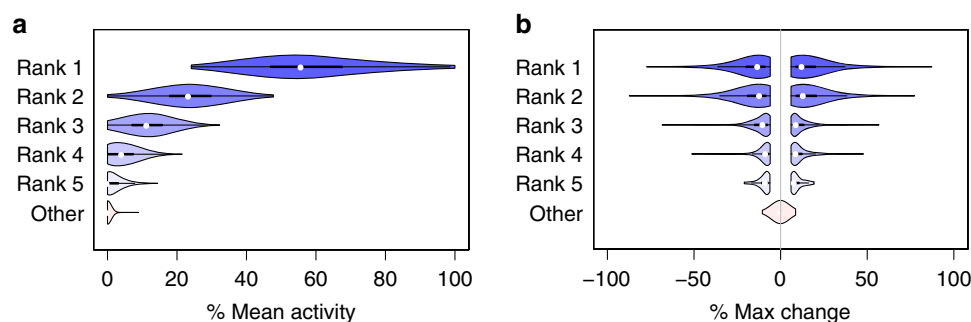 a
Rank 1
Rank 2
Rank 3
Rank 4
Rank 5
Other
0 20 40 60 80 100
% Mean activity
b
Rank 1
Rank 2
Rank 3
Rank 4
Rank 5
Other
−100 −50 0 50 100
% Max change